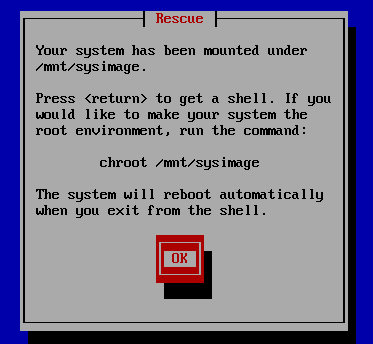 Rescue
Your system has been mounted under
/mnt/sysimage.
Press <return> to get a shell. If you
would like to make your system the
root environment, run the command:
chroot /mnt/sysimage
The system will reboot automatically
when you exit from the shell.
OK